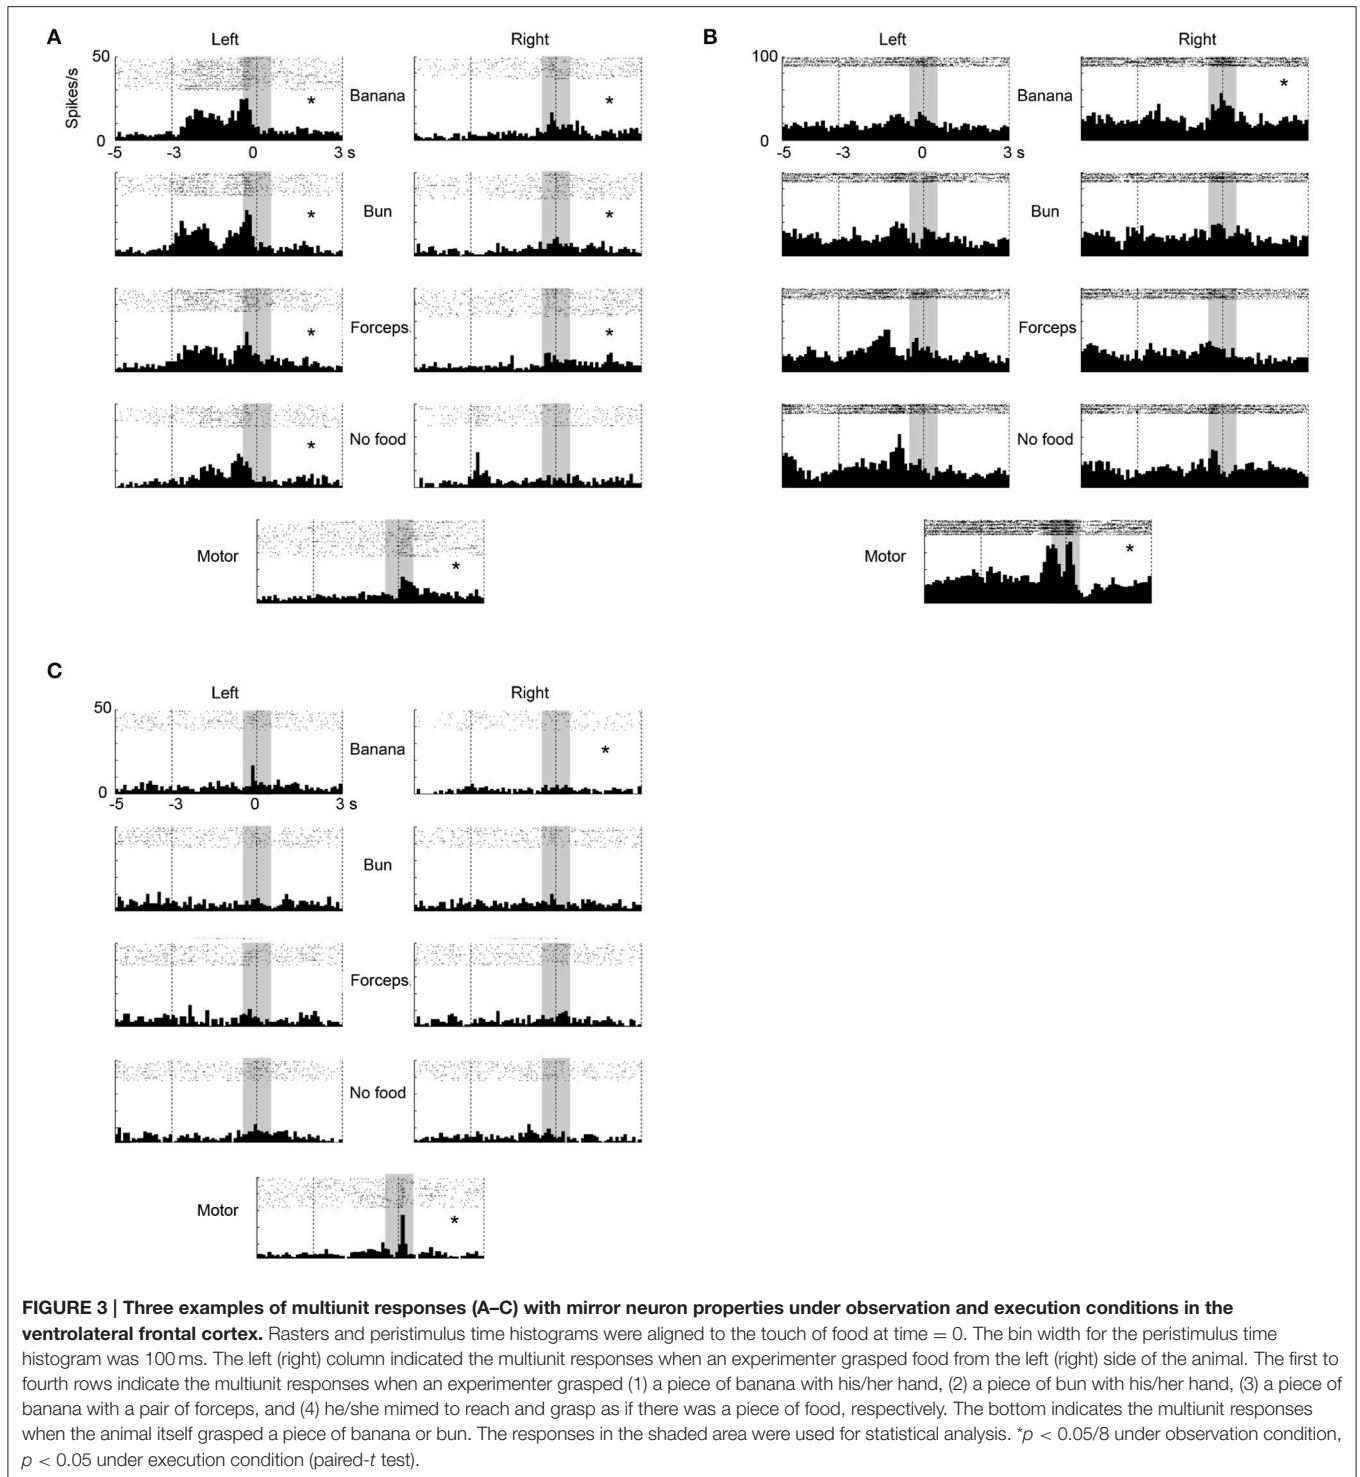 A
Left
Right
50
Spikes/s
0
-5
-3
0
3 s
Banana
*
*
Bun
*
*
Forceps
*
*
No food
*
Motor
*
B
Left
Right
100
0
-5
-3
0
3 s
Banana
*
Bun
Forceps
No food
Motor
*
C
Left
Right
50
0
-5
-3
0
3 s
Banana
*
Bun
Forceps
No food
Motor
*
FIGURE 3 | Three examples of multiunit responses (A–C) with mirror neuron properties under observation and execution conditions in the
ventrolateral frontal cortex. Rasters and peristimulus time histograms were aligned to the touch of food at time = 0. The bin width for the peristimulus time
histogram was 100 ms. The left (right) column indicated the multiunit responses when an experimenter grasped food from the left (right) side of the animal. The first to
fourth rows indicate the multiunit responses when an experimenter grasped (1) a piece of banana with his/her hand, (2) a piece of bun with his/her hand, (3) a piece of
banana with a pair of forceps, and (4) he/she mimed to reach and grasp as if there was a piece of food, respectively. The bottom indicates the multiunit responses
when the animal itself grasped a piece of banana or bun. The responses in the shaded area were used for statistical analysis. *p < 0.05/8 under observation condition,
p < 0.05 under execution condition (paired-t test).